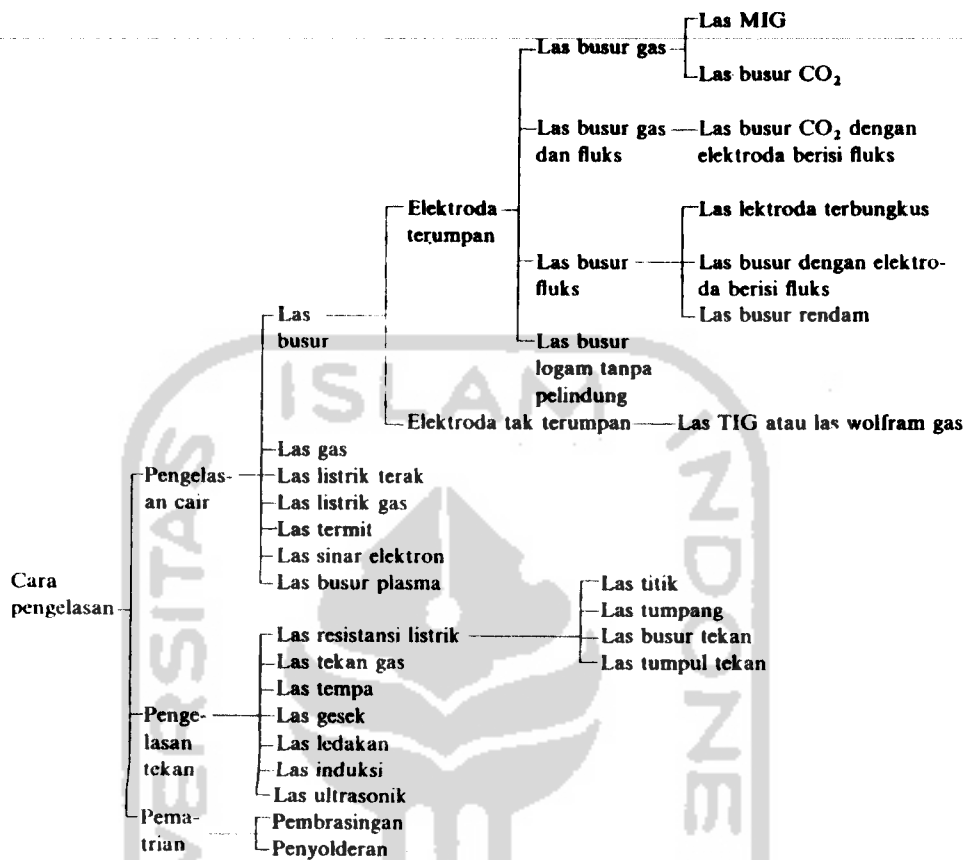 Las MIG
Las busur gas
Las busur CO₂
Las busur gas
dan fluks
Las busur CO₂ dengan
elektroda berisi fluks
Elektroda
terumpan
Las lektroda terbungkus
Las busur
fluks
Las busur dengan elektro-
da berisi fluks
Las busur rendam
Las
busur
Las busur
logam tanpa
pelindung
Elektroda tak terumpan
Las TIG atau las wolfram gas
Pengelas-
an cair
Las gas
Las listrik terak
Las listrik gas
Las termit
Las sinar elektron
Las busur plasma
Cara
pengelasan
Las resistansi listrik
Las titik
Las tumpang
Las busur tekan
Las tumpul tekan
Las tekan gas
Las tempa
Penge-
lasan
tekan
Las gesek
Las ledakan
Las induksi
Las ultrasonik
Pema-
trian
Pembrasingan
Penyolderan
ISLAM
VERSITAS
INDONE